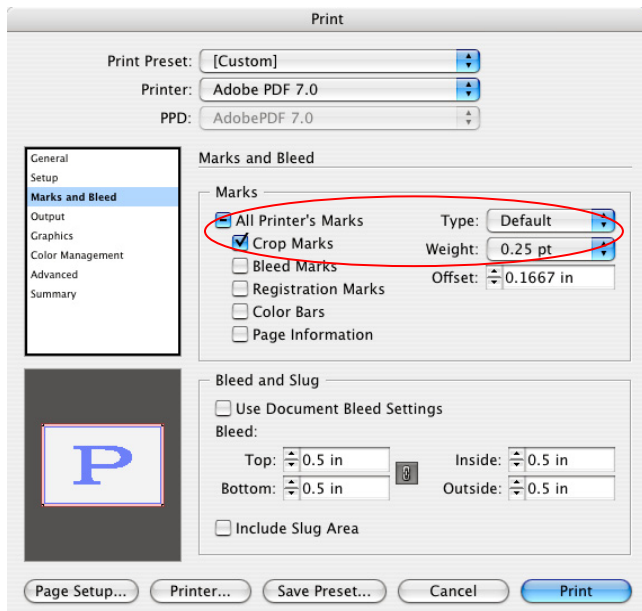 Print
Print Preset: [Custom]
Printer: Adobe PDF 7.0
PPD: AdobePDF 7.0
General
Setup
Marks and Bleed
Output
Graphics
Color Management
Advanced
Summary
Marks and Bleed
Marks
All Printer's Marks Type: Default
Crop Marks Weight: 0.25 pt
Bleed Marks Offset: 0.1667 in
Registration Marks
Color Bars
Page Information
P
Bleed and Slug
Use Document Bleed Settings
Bleed:
Top: 0.5 in Inside: 0.5 in
Bottom: 0.5 in Outside: 0.5 in
Include Slug Area
Page Setup... Printer... Save Preset... Cancel Print